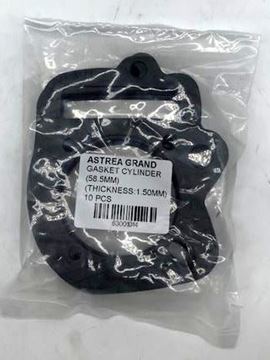 ASTREA GRAND
GASKET CYLINDER
(58.5MM)
(THICKNESS:1.50MM)
10 PCS